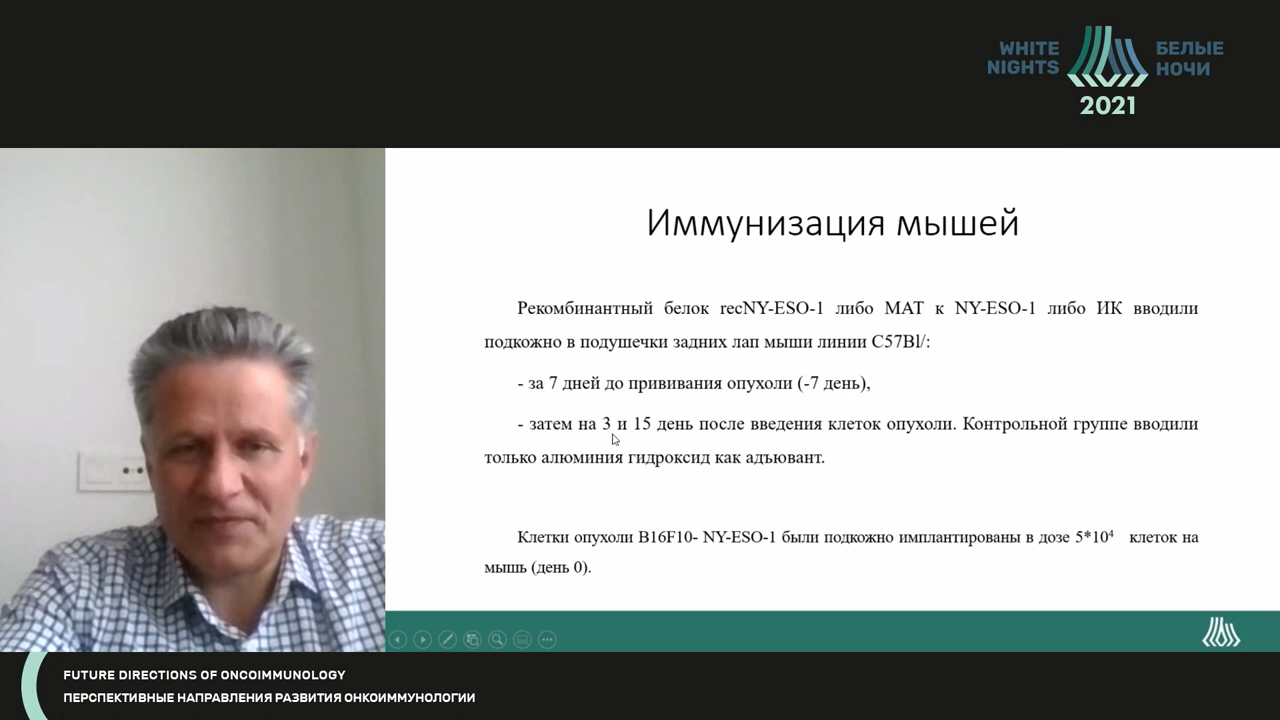 WHITE NIGHTS
БЕЛЫЕ НОЧИ
2021
Иммунизация мышей
Рекомбинантный белок recNY-ESO-1 либо МАТ к NY-ESO-1 либо ИК вводили
подкожно в подушечки задних лап мыши линии C57Bl/:
- за 7 дней до прививания опухоли (-7 день),
- затем на 3 и 15 день после введения клеток опухоли. Контрольной группе вводили
только алюминия гидроксид как адъювант.
Клетки опухоли B16F10- NY-ESO-1 были подкожно имплантированы в дозе 5*10⁴ клеток на
мышь (день 0).
FUTURE DIRECTIONS OF ONCOIMMUNOLOGY
ПЕРСПЕКТИВНЫЕ НАПРАВЛЕНИЯ РАЗВИТИЯ ОНКОИММУНОЛОГИИ